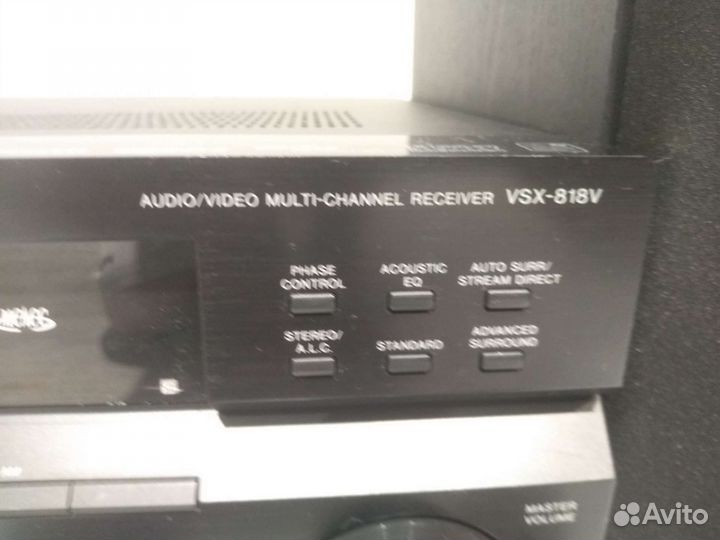 AUDIO/VIDEO MULTI-CHANNEL RECEIVER VSX-818V
PHASE
CONTROL
ACOUSTIC
EQ
AUTO SURR/
STREAM DIRECT
STEREO/
A.L.C.
STANDARD
ADVANCED
SURROUND
MASTER
VOLUME
Avito